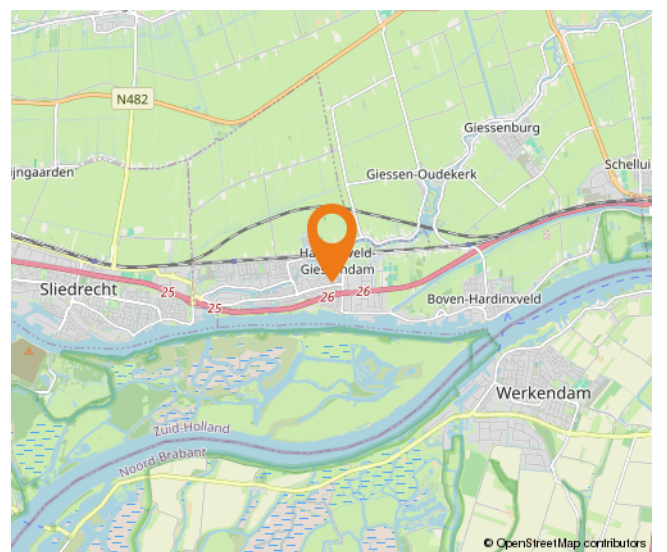 N482
Giessenburg
Schellui
Giessen-Oudekerk
ijngaarden
Giessendam
Sliedrecht
25
26
26
25
Boven-Hardinxveld
Werkendam
Zuid-Holland
Noord-Brabant
© OpenStreetMap contributors